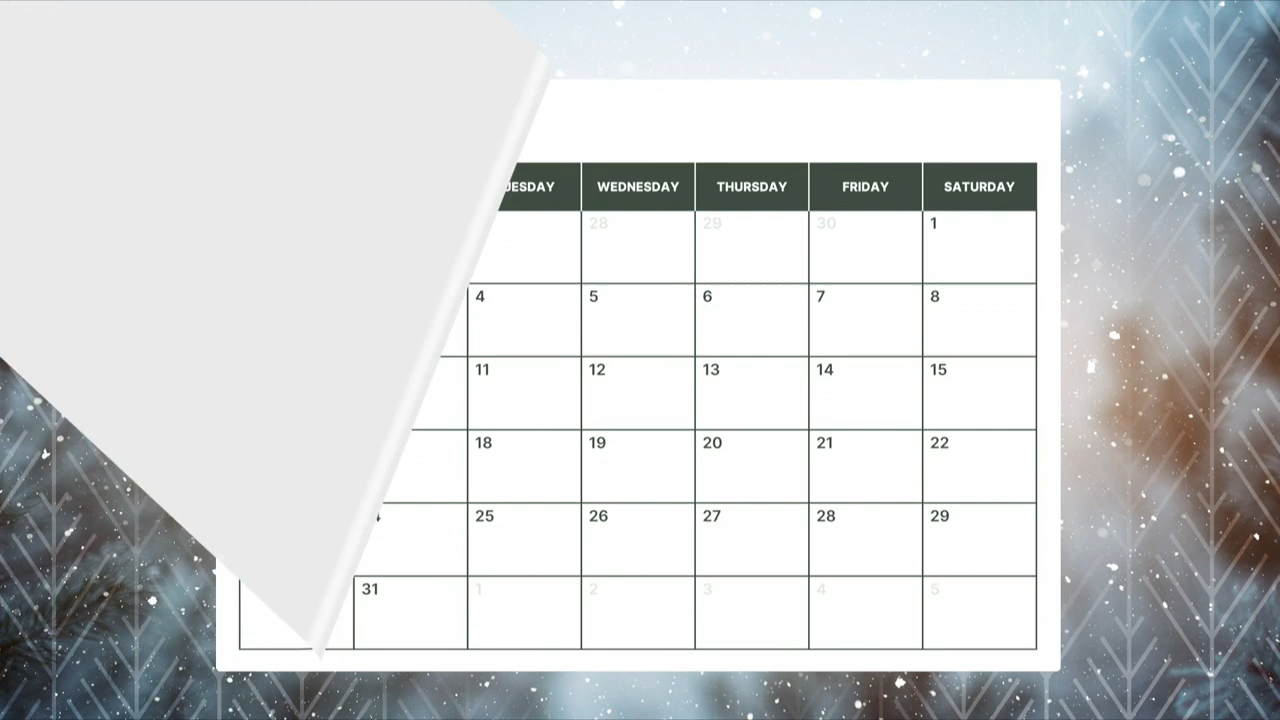 UESDAY WEDNESDAY THURSDAY FRIDAY SATURDAY
28 29 30 1
4 5 6 7 8
11 12 13 14 15
18 19 20 21 22
25 26 27 28 29
31 1 2 3 4 5